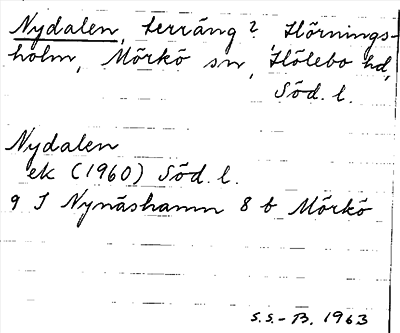 Nydalen, terräng? Hörnings-
holm, Mörkö sn, Hölebo hd,
Söd. l.
Nydalen
ek (1960) Söd. l.
9 I Nynäshamn 8 b Mörkö
S.S.-B. 1963